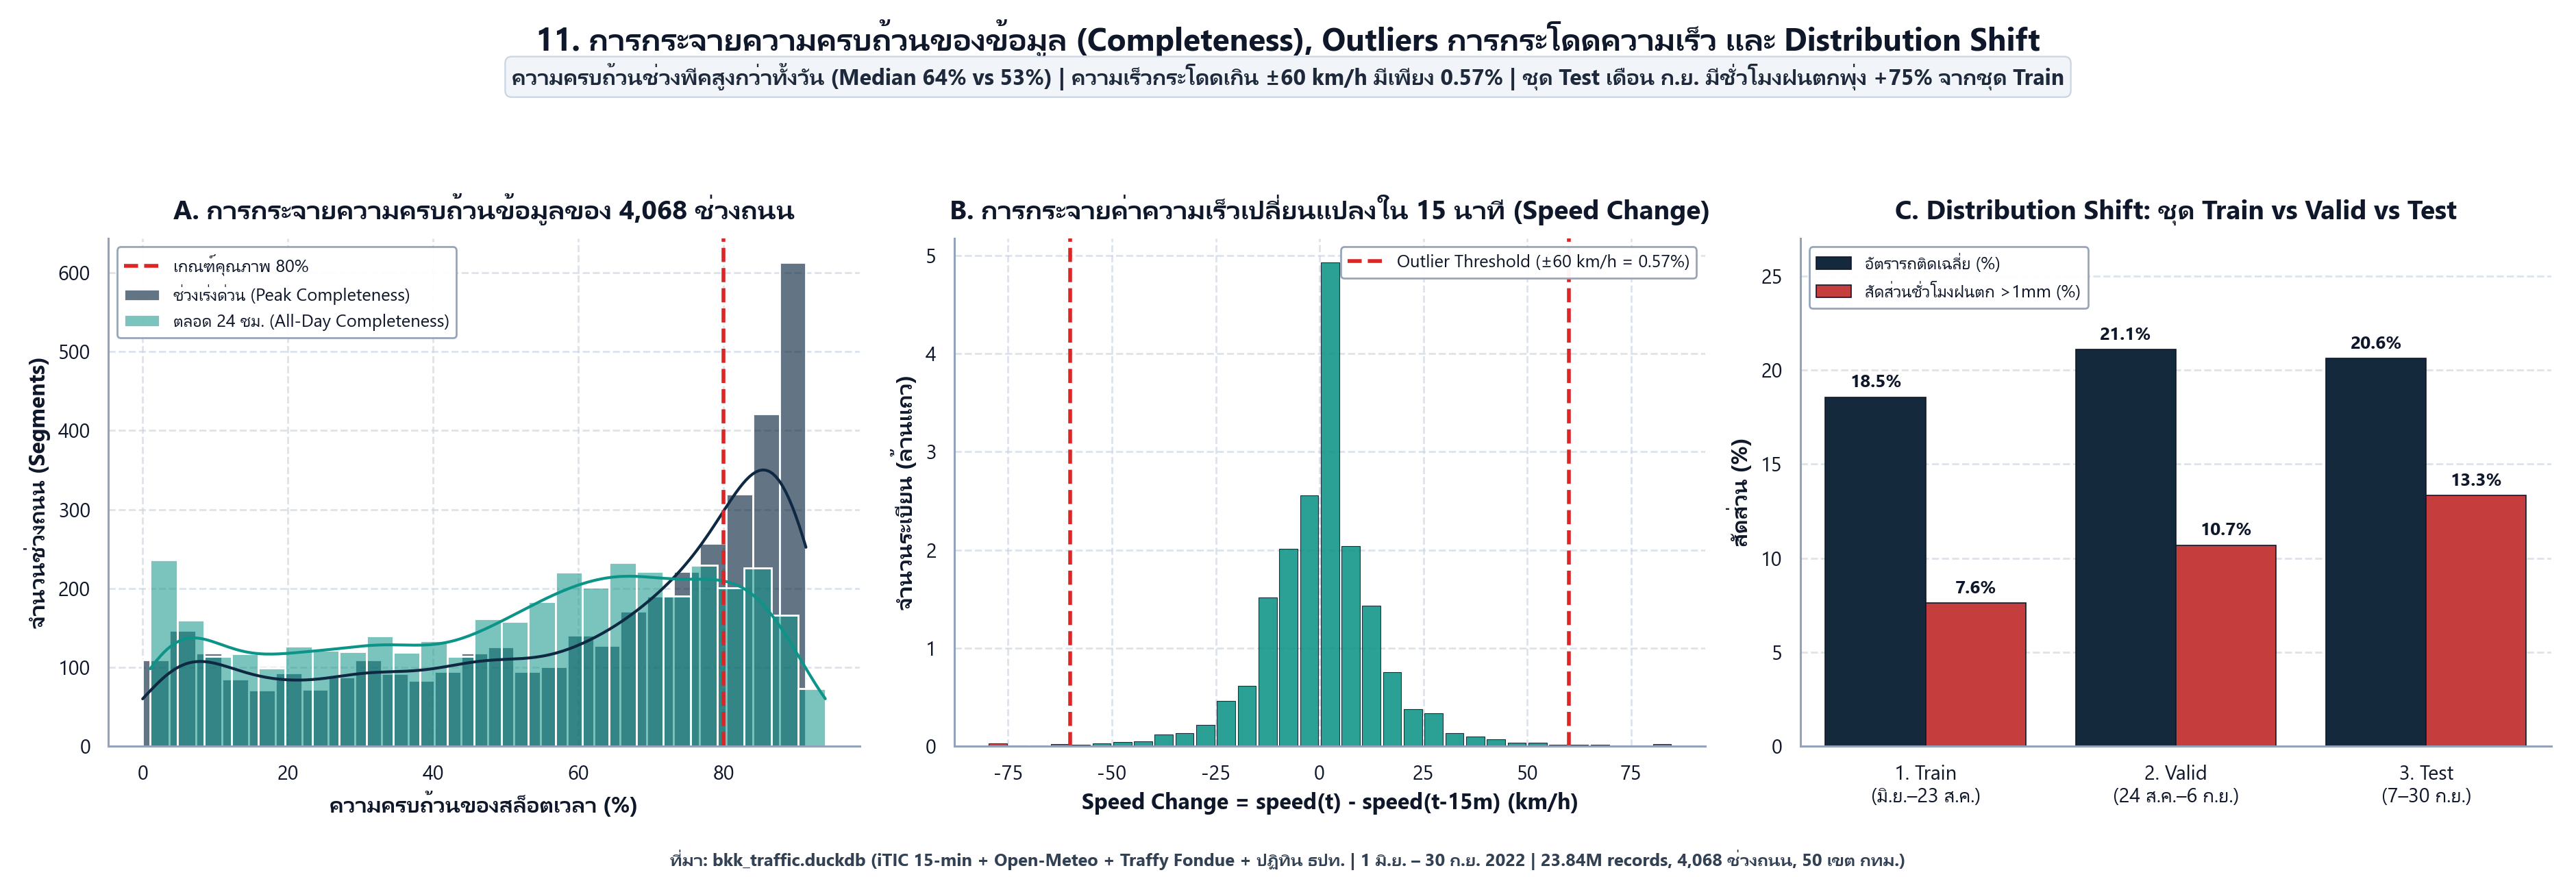 11. การกระจายความครบถ้วนของข้อมูล (Completeness), Outliers การกระโดดความเร็ว และ Distribution Shift
ความครบถ้วนช่วงพีคสูงกว่าทั้งวัน (Median 64% vs 53%) | ความเร็วกระโดดเกิน ±60 km/h มีเพียง 0.57% | ชุด Test เดือน ก.ย. มีชั่วโมงฝนตกพุ่ง +75% จากชุด Train
A. การกระจายความครบถ้วนข้อมูลของ 4,068 ช่วงถนน
เกณฑ์คุณภาพ 80%
ช่วงเร่งด่วน (Peak Completeness)
ตลอด 24 ชม. (All-Day Completeness)
จำนวนช่วงถนน (Segments)
600
500
400
300
200
100
0
0 20 40 60 80
ความครบถ้วนของสล็อตเวลา (%)
B. การกระจายค่าความเร็วเปลี่ยนแปลงใน 15 นาที (Speed Change)
Outlier Threshold (±60 km/h = 0.57%)
จำนวนระเบียน (ล้านแถว)
5
4
3
2
1
0
-75 -50 -25 0 25 50 75
Speed Change = speed(t) - speed(t-15m) (km/h)
C. Distribution Shift: ชุด Train vs Valid vs Test
อัตรารถติดเฉลี่ย (%)
สัดส่วนชั่วโมงฝนตก >1mm (%)
สัดส่วน (%)
25
20
15
10
5
0
18.5%
7.6%
21.1%
10.7%
20.6%
13.3%
1. Train
(มิ.ย.–23 ส.ค.)
2. Valid
(24 ส.ค.–6 ก.ย.)
3. Test
(7–30 ก.ย.)
ที่มา: bkk_traffic.duckdb (iTIC 15-min + Open-Meteo + Traffy Fondue + ปฏิทิน ธปท. | 1 มิ.ย. – 30 ก.ย. 2022 | 23.84M records, 4,068 ช่วงถนน, 50 เขต กทม.)